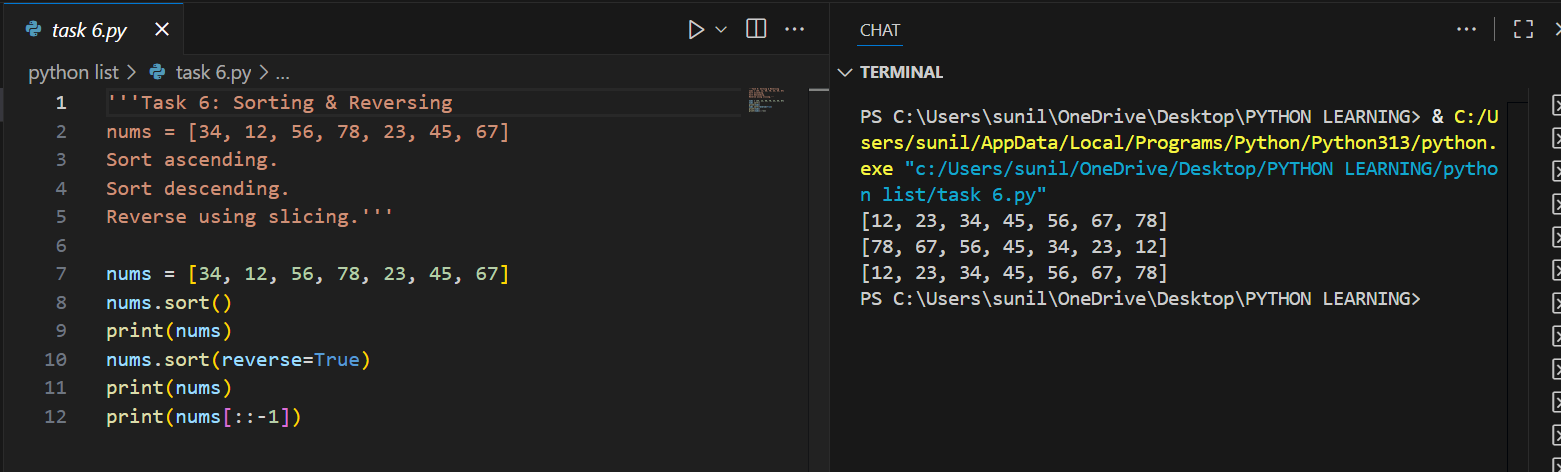 task 6.py
python list > task 6.py > ...
1 '''Task 6: Sorting & Reversing
2 nums = [34, 12, 56, 78, 23, 45, 67]
3 Sort ascending.
4 Sort descending.
5 Reverse using slicing.'''
6
7 nums = [34, 12, 56, 78, 23, 45, 67]
8 nums.sort()
9 print(nums)
10 nums.sort(reverse=True)
11 print(nums)
12 print(nums[::-1])
CHAT
TERMINAL
PS C:\Users\sunil\OneDrive\Desktop\PYTHON LEARNING> & C:/U
sers/sunil/AppData/Local/Programs/Python/Python313/python.
exe "c:/Users/sunil/OneDrive/Desktop/PYTHON LEARNING/pytho
n list/task 6.py"
[12, 23, 34, 45, 56, 67, 78]
[78, 67, 56, 45, 34, 23, 12]
[12, 23, 34, 45, 56, 67, 78]
PS C:\Users\sunil\OneDrive\Desktop\PYTHON LEARNING>